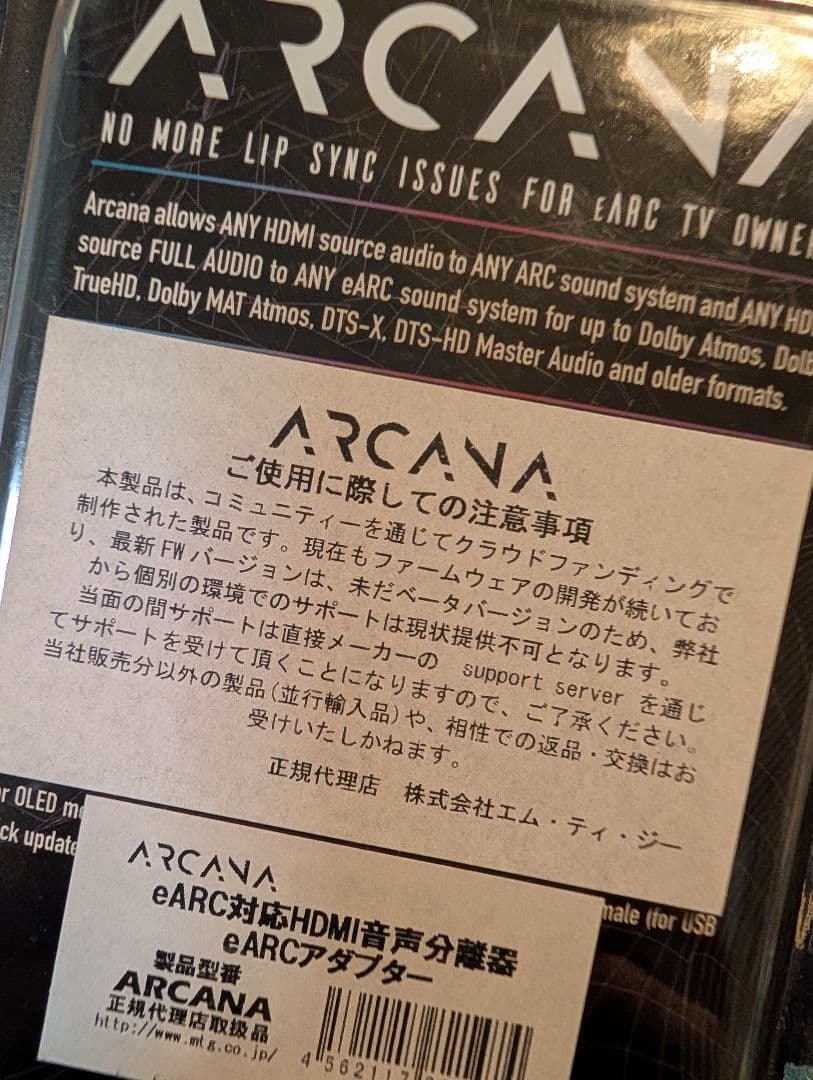 ARCANA
NO MORE LIP SYNC ISSUES FOR eARC TV
Arcana allows ANY HDMI source audio to ANY ARC sound system and ANY
source FULL AUDIO to ANY eARC sound system for up to Dolby Atmos,
TrueHD, Dolby MAT Atmos, DTS-X, DTS-HD Master Audio and older formats.
ARCANA
ご使用に際しての注意事項
本製品は、コミュニティーを通じてクラウドファンディングで
制作された製品です。現在もファームウェアの開発が続いてお
り、最新FWバージョンは、未だベータバージョンのため、弊社
から個別の環境でのサポートは現状提供不可となります。
当面の間サポートは直接メーカーの support server を通じ
てサポートを受けて頂くことになりますので、ご了承ください。
当社販売分以外の製品(並行輸入品)や、相性での返品・交換はお
受けいたしかねます。
正規代理店 株式会社エム・ティ・ジー
OLED
update
(for USB
ARCANA
eARC対応HDMI音声分離器
eARCアダプター
製品型番
ARCANA
正規代理店取扱品
http://www.mtg.co.jp/
4 562117